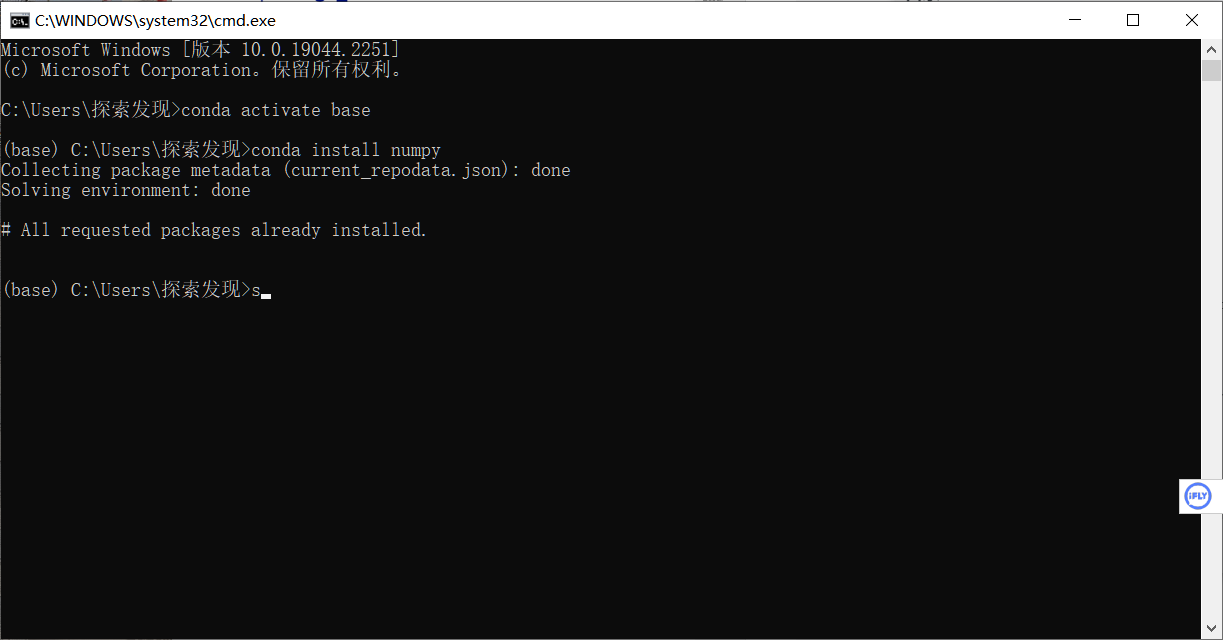 C:\WINDOWS\system32\cmd.exe
Microsoft Windows [版本 10.0.19044.2251]
(c) Microsoft Corporation。保留所有权利。
C:\Users\探索发现>conda activate base
(base) C:\Users\探索发现>conda install numpy
Collecting package metadata (current_repodata.json): done
Solving environment: done
# All requested packages already installed.
(base) C:\Users\探索发现>s
iFLY